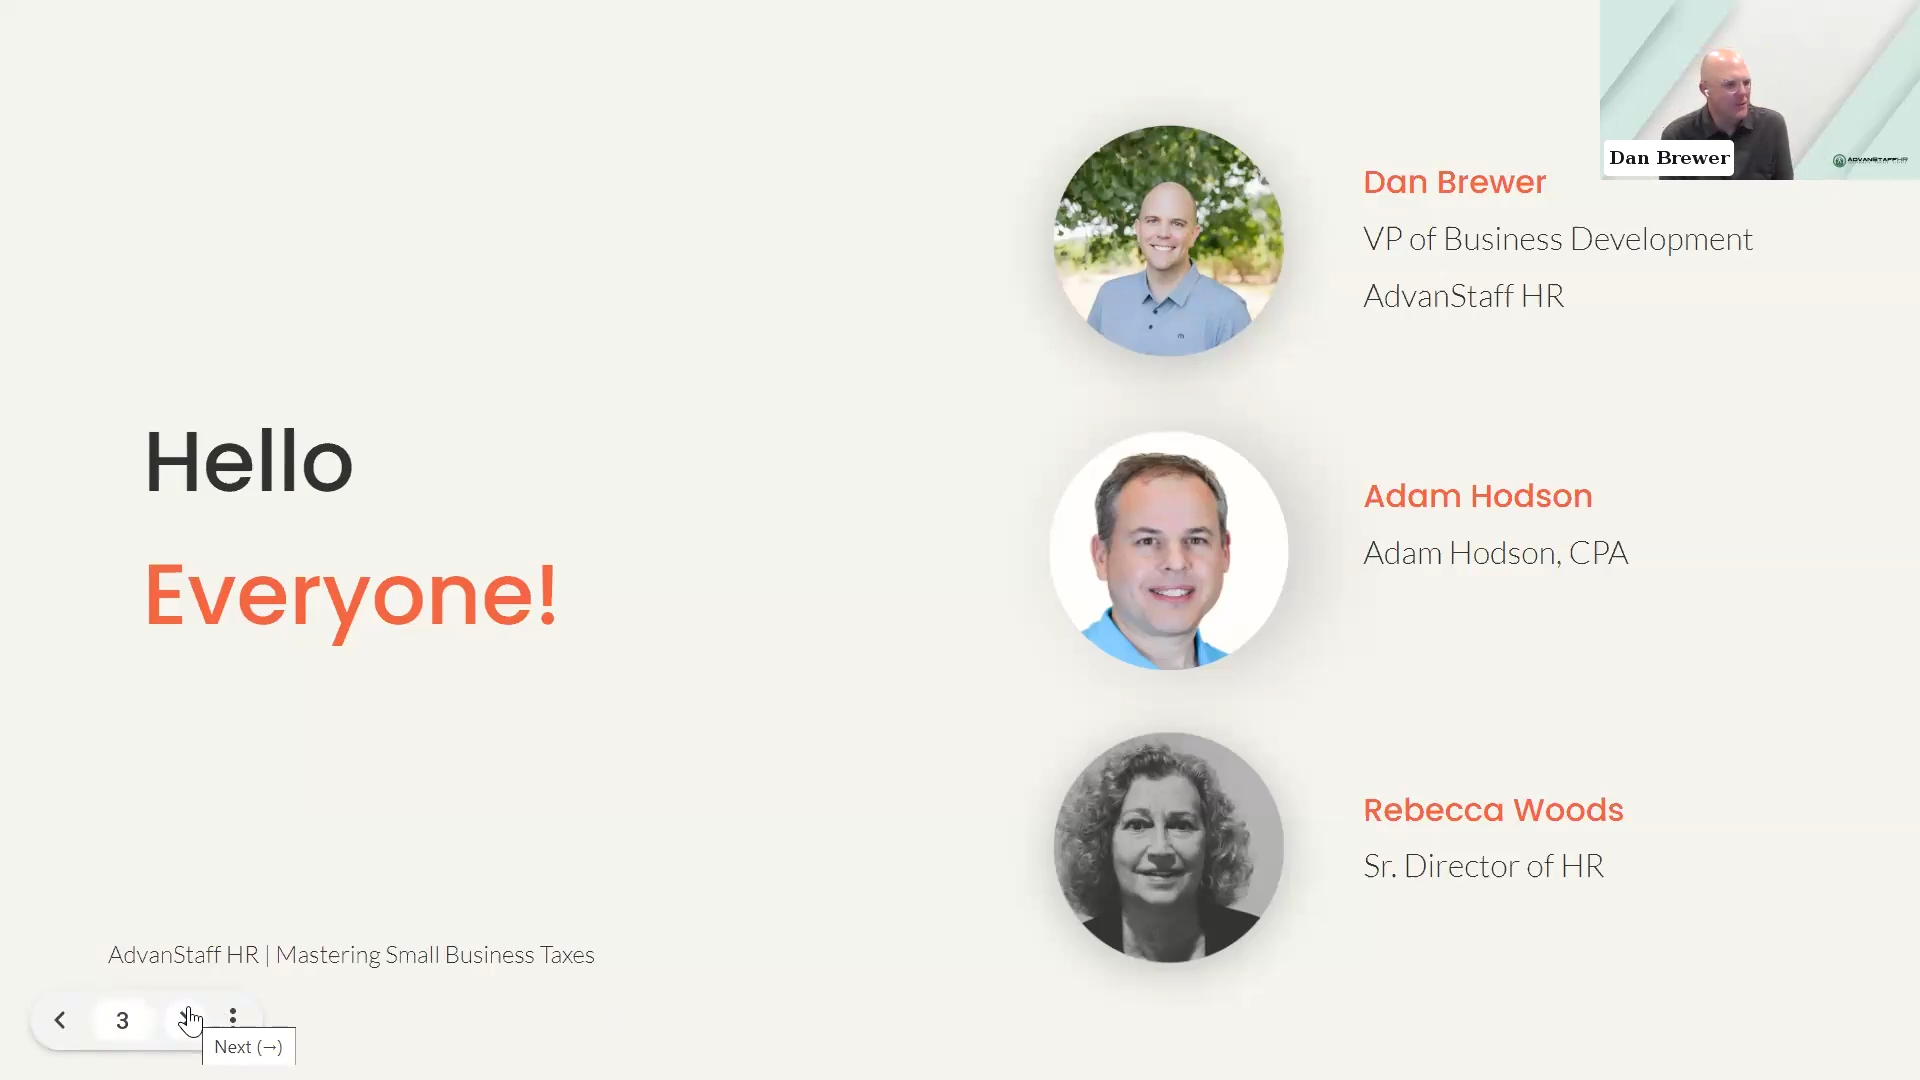 Hello
Everyone!
Dan Brewer
VP of Business Development
AdvanStaff HR
Adam Hodson
Adam Hodson, CPA
Rebecca Woods
Sr. Director of HR
AdvanStaff HR | Mastering Small Business Taxes
3
Next (→)
Dan Brewer
ADVANSTAFFHR